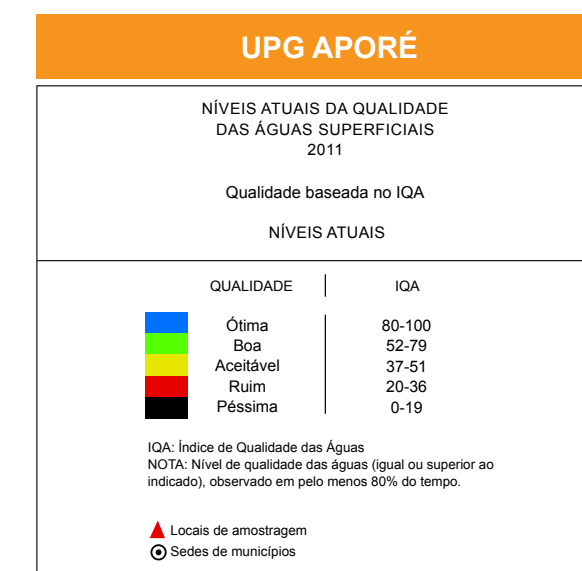 UPG APORÉ
NÍVEIS ATUAIS DA QUALIDADE
DAS ÁGUAS SUPERFICIAIS
2011
Qualidade baseada no IQA
NÍVEIS ATUAIS
QUALIDADE IQA
Ótima 80-100
Boa 52-79
Aceitável 37-51
Ruim 20-36
Péssima 0-19
IQA: Índice de Qualidade das Águas
NOTA: Nível de qualidade das águas (igual ou superior ao
indicado), observado em pelo menos 80% do tempo.
Locais de amostragem
Sedes de municípios